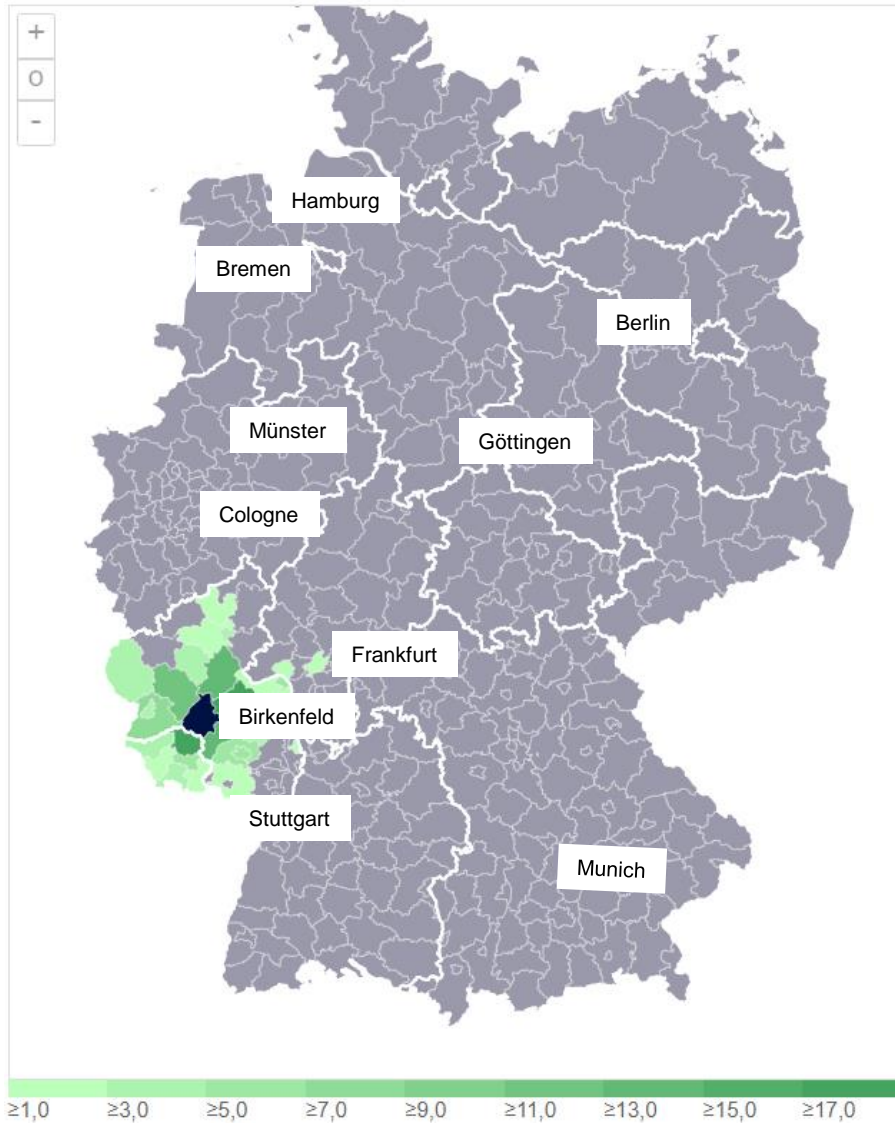 +
o
-
Hamburg
Bremen
Berlin
Münster
Göttingen
Cologne
Frankfurt
Birkenfeld
Stuttgart
Munich
≥1,0 ≥3,0 ≥5,0 ≥7,0 ≥9,0 ≥11,0 ≥13,0 ≥15,0 ≥17,0